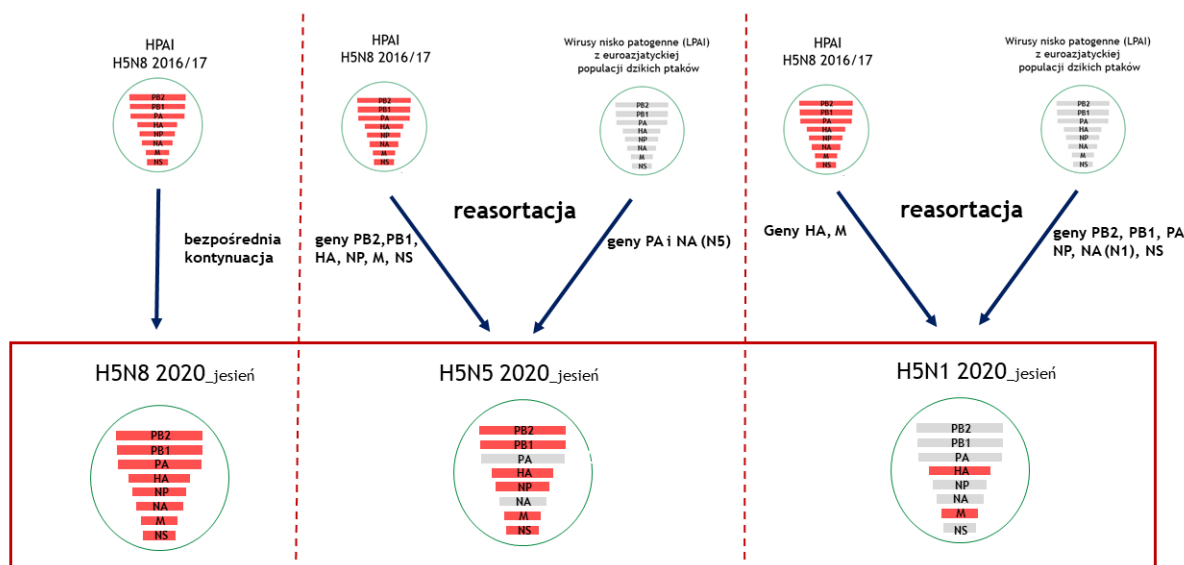 HPAI
H5N8 2016/17
PB2
PB1
PA
HA
NP
NA
M
NS
bezpośrednia
kontynuacja
H5N8 2020_jesień
PB2
PB1
PA
HA
NP
NA
M
NS
HPAI
H5N8 2016/17
PB2
PB1
PA
HA
NP
NA
M
NS
Wirusy nisko patogenne (LPAI)
z euroazjatyckiej
populacji dzikich ptaków
PB2
PB1
PA
HA
NP
NA
M
NS
reasortacja
geny PB2,PB1,
HA, NP, M, NS
geny PA i NA (N5)
H5N5 2020_jesień
PB2
PB1
PA
HA
NP
NA
M
NS
HPAI
H5N8 2016/17
PB2
PB1
PA
HA
NP
NA
M
NS
Wirusy nisko patogenne (LPAI)
z euroazjatyckiej
populacji dzikich ptaków
PB2
PB1
PA
HA
NP
NA
M
NS
reasortacja
Geny HA, M
geny PB2, PB1, PA
NP, NA (N1), NS
H5N1 2020_jesień
PB2
PB1
PA
HA
NP
NA
M
NS